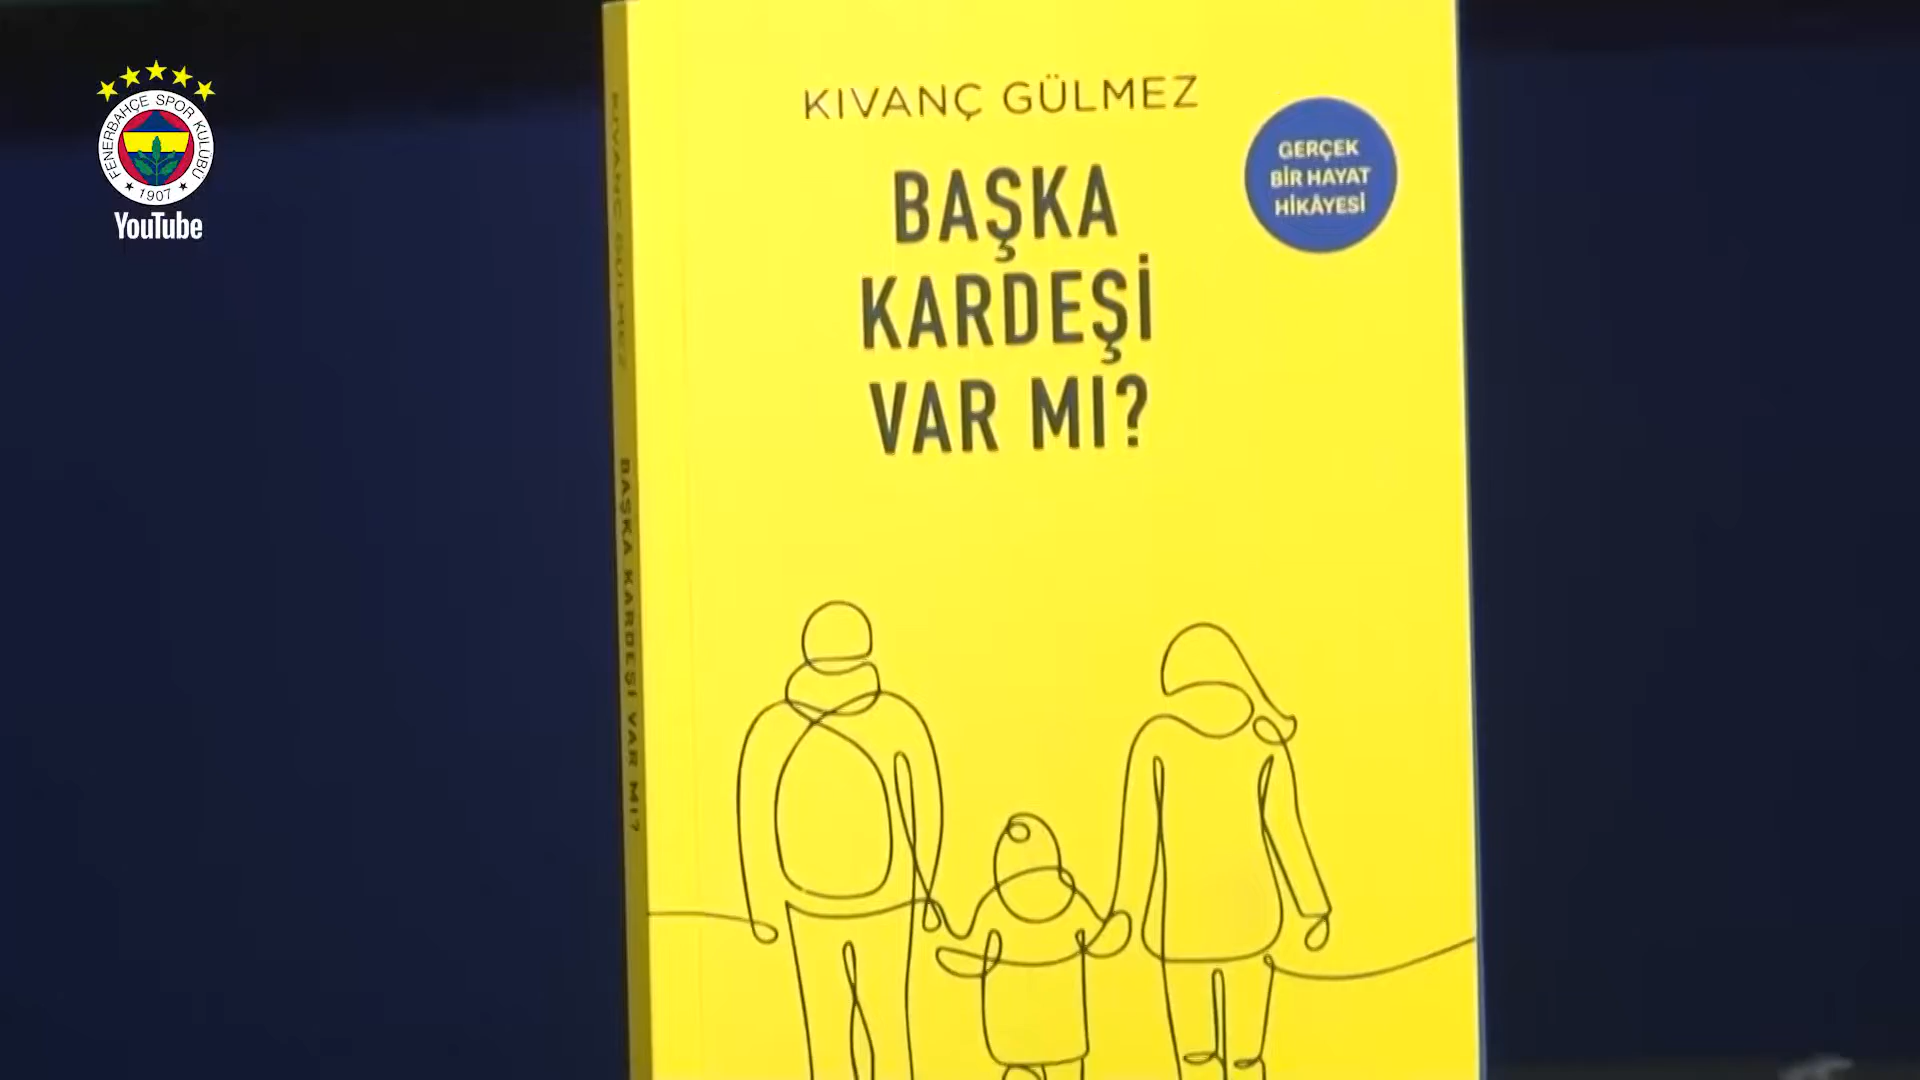 FENERBAHÇE SPOR KULÜBÜ
1907
YouTube
KIVANÇ GÜLMEZ
BAŞKA
KARDEŞİ
VAR MI?
GERÇEK
BİR HAYAT
HİKÂYESİ
KIVANÇ GÜLMEZ
BAŞKA KARDEŞİ VAR MI?